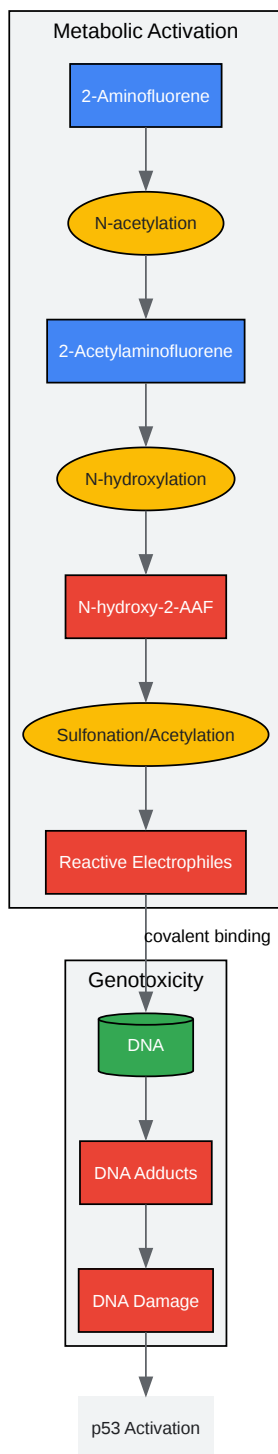 Metabolic Activation
2-Aminofluorene
N-acetylation
2-Acetylaminofluorene
N-hydroxylation
N-hydroxy-2-AAF
Sulfonation/Acetylation
Reactive Electrophiles
covalent binding
Genotoxicity
DNA
DNA Adducts
DNA Damage
p53 Activation